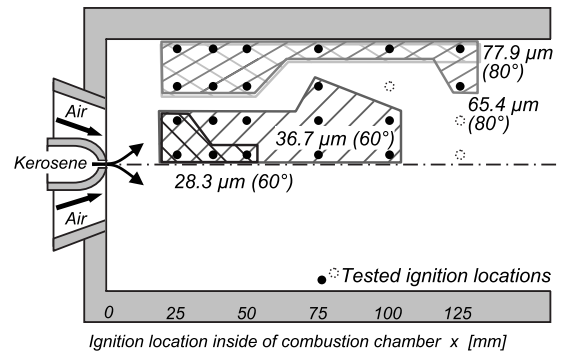 77.9 µm
(80°)
65.4 µm
(80°)
Air
36.7 µm (60°)
Kerosene
28.3 µm (60°)
Air
Tested ignition locations
0 25 50 75 100 125
Ignition location inside of combustion chamber x [mm]